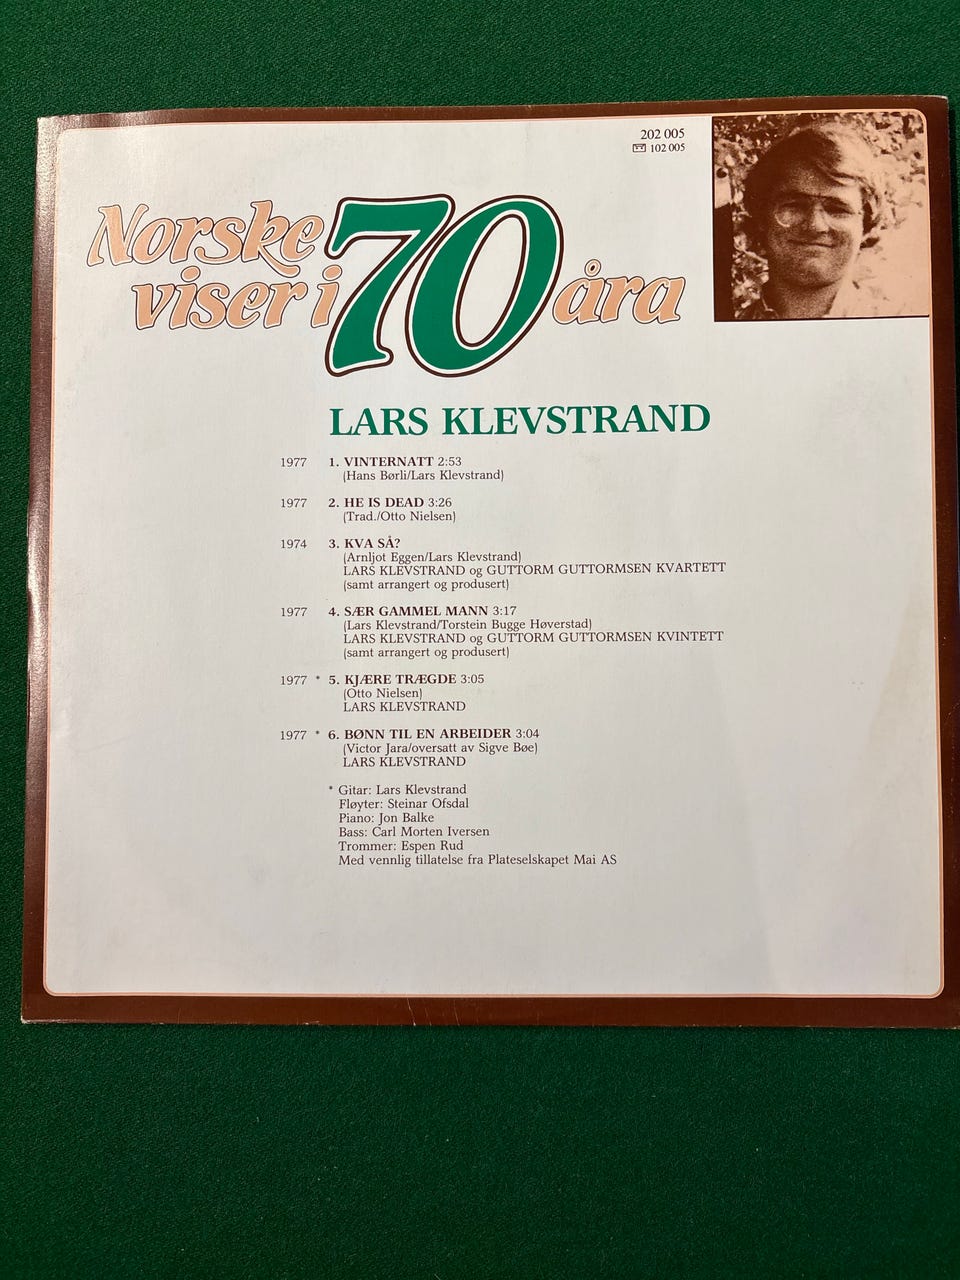 202 005
102 005
Norske
viser i 70 åra
LARS KLEVSTRAND
1977 1. VINTERNATT 2:53
(Hans Børli/Lars Klevstrand)
1977 2. HE IS DEAD 3:26
(Trad./Otto Nielsen)
1974 3. KVA SÅ?
(Arnljot Eggen/Lars Klevstrand)
LARS KLEVSTRAND og GUTTORM GUTTORMSEN KVARTETT
(samt arrangert og produsert)
1977 4. SÆR GAMMEL MANN 3:17
(Lars Klevstrand/Torstein Bugge Høverstad)
LARS KLEVSTRAND og GUTTORM GUTTORMSEN KVINTETT
(samt arrangert og produsert)
1977 * 5. KJÆRE TRÆGDE 3:05
(Otto Nielsen)
LARS KLEVSTRAND
1977 * 6. BØNN TIL EN ARBEIDER 3:04
(Victor Jara/oversatt av Sigve Bøe)
LARS KLEVSTRAND
* Gitar: Lars Klevstrand
Fløyter: Steinar Ofsdal
Piano: Jon Balke
Bass: Carl Morten Iversen
Trommer: Espen Rud
Med vennlig tillatelse fra Plateselskapet Mai AS